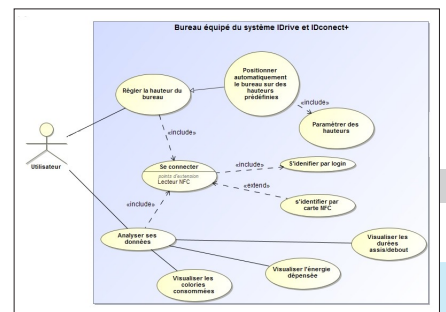 Bureau équipé du système IDrive et IDconect+
Positionner
automatiquement
le bureau sur des
hauteurs
prédéfinies
Règler la hauteur du
bureau
«include»
Paramétrer des
hauteurs
«include»
Utilisateur
Se connecter
points d'extension
Lecteur NFC
«include»
S'idenifier par login
«extend»
s'identifier par
carte NFC
«include»
Analyser ses
données
Visualiser les
durées
assis/debout
Visualiser l'énergie
dépensée
Visualiser les
colories
consommées